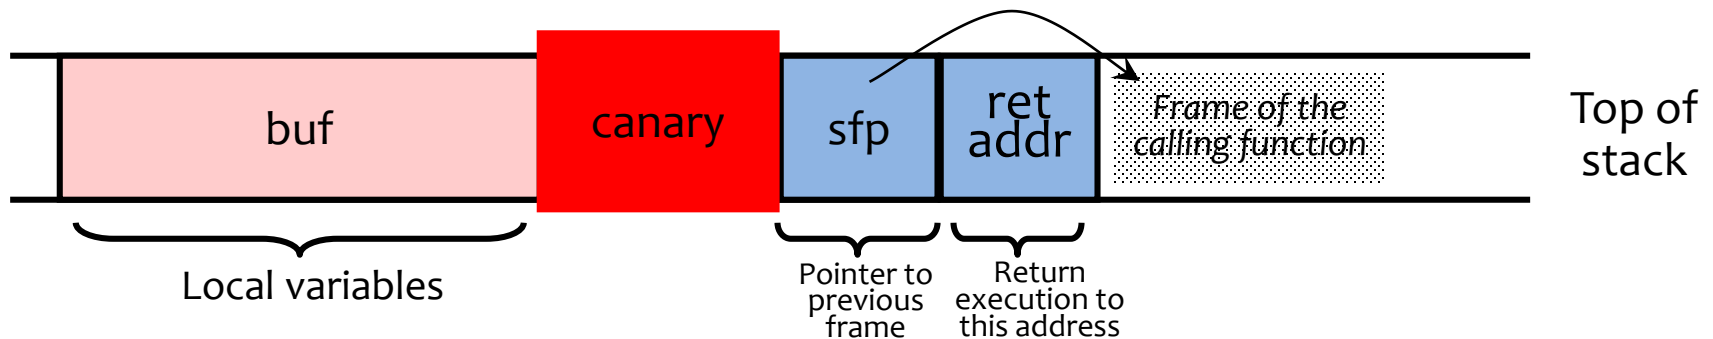 buf
canary
sfp
ret
addr
Frame of the
calling function
Top of
stack
Local variables
Pointer to
previous
frame
Return
execution to
this address